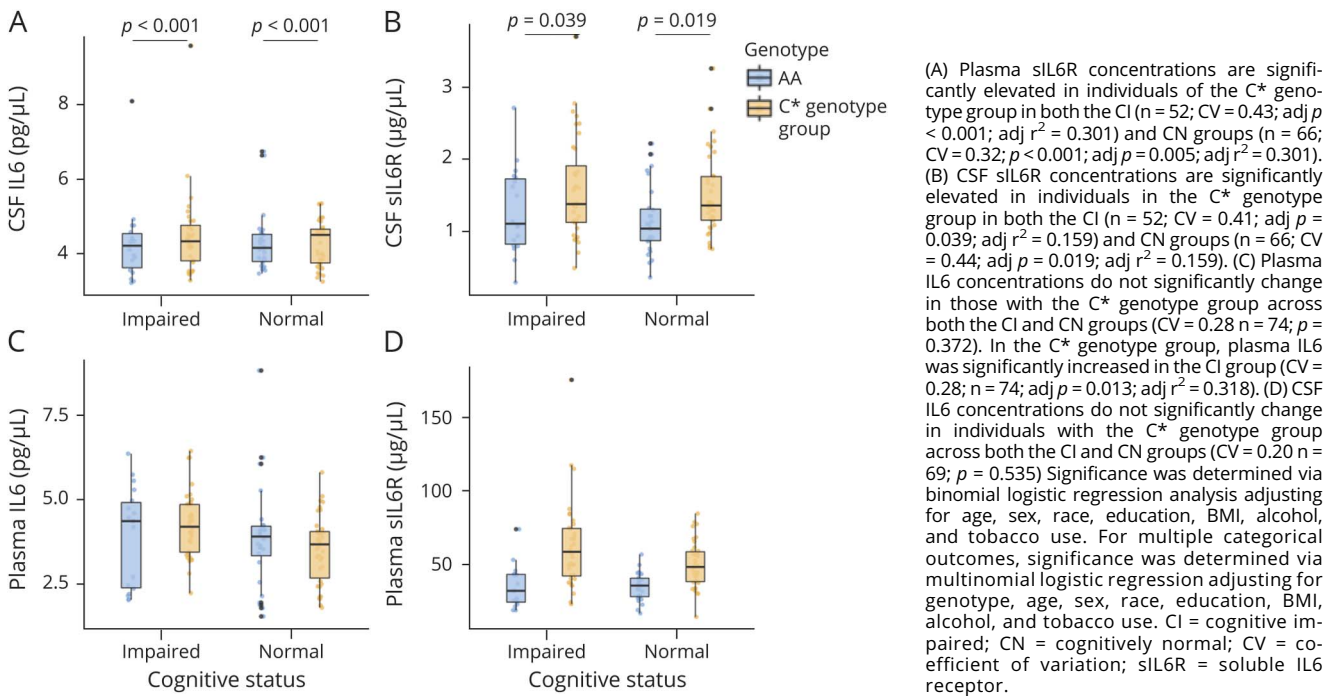 A
p < 0.001
p < 0.001
CSF IL6 (pg/μL)
8
6
4
Impaired
Normal
B
p = 0.039
p = 0.019
CSF sIL6R (μg/μL)
3
2
1
Impaired
Normal
Genotype
AA
C* genotype
group
C
Plasma IL6 (pg/μL)
7.5
5.0
2.5
Impaired
Normal
Cognitive status
D
Plasma sIL6R (μg/μL)
150
100
50
Impaired
Normal
Cognitive status
(A) Plasma sIL6R concentrations are signifi-
cantly elevated in individuals of the C* geno-
type group in both the CI (n = 52; CV = 0.43; adj p
< 0.001; adj r² = 0.301) and CN groups (n = 66;
CV = 0.32; p < 0.001; adj p = 0.005; adj r² = 0.301).
(B) CSF sIL6R concentrations are significantly
elevated in individuals in the C* genotype
group in both the CI (n = 52; CV = 0.41; adj p =
0.039; adj r² = 0.159) and CN groups (n = 66; CV
= 0.44; adj p = 0.019; adj r² = 0.159). (C) Plasma
IL6 concentrations do not significantly change
in those with the C* genotype group across
both the CI and CN groups (CV = 0.28 n = 74; p =
0.372). In the C* genotype group, plasma IL6
was significantly increased in the CI group (CV =
0.28; n = 74; adj p = 0.013; adj r² = 0.318). (D) CSF
IL6 concentrations do not significantly change
in individuals with the C* genotype group
across both the CI and CN groups (CV = 0.20 n =
69; p = 0.535) Significance was determined via
binomial logistic regression analysis adjusting
for age, sex, race, education, BMI, alcohol,
and tobacco use. For multiple categorical
outcomes, significance was determined via
multinomial logistic regression adjusting for
genotype, age, sex, race, education, BMI,
alcohol, and tobacco use. CI = cognitive im-
paired; CN = cognitively normal; CV = co-
efficient of variation; sIL6R = soluble IL6
receptor.